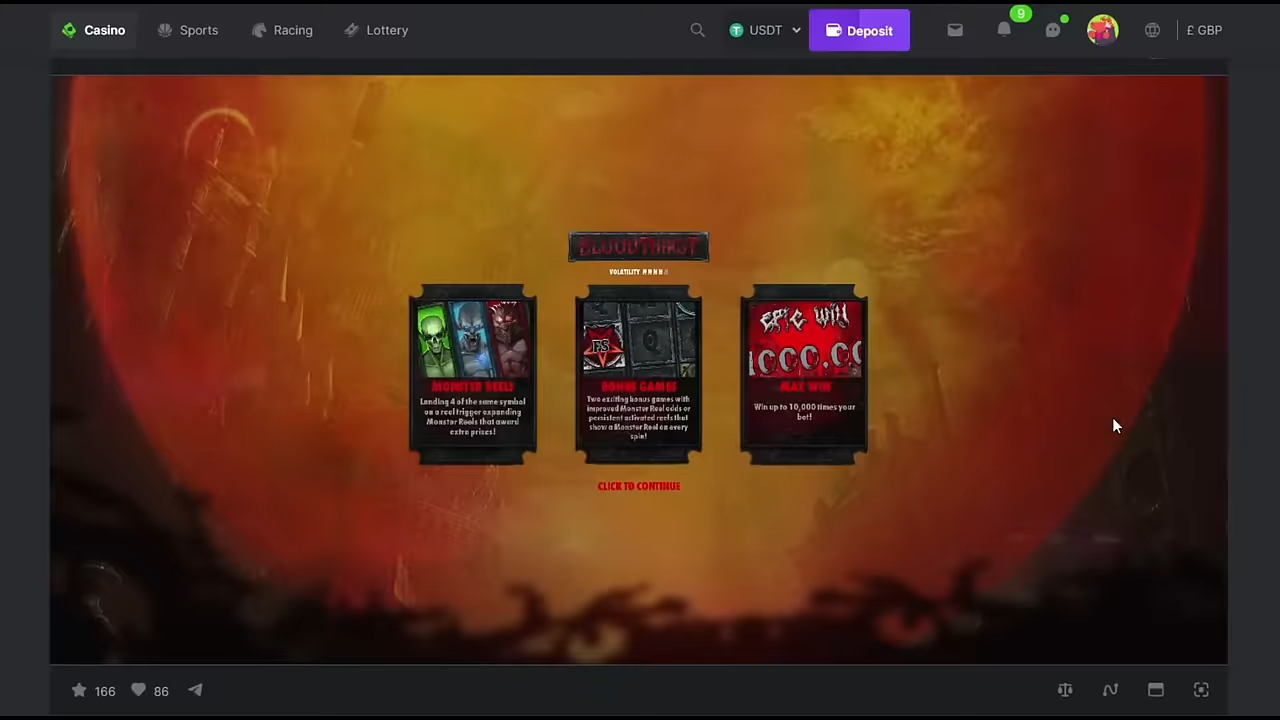 Casino Sports Racing Lottery USDT Deposit 9 £ GBP
BLOODTHIRST
VOLATILITY
EPIC WIN
FS Q
MONSTER REELS
Landing 4 of the same symbol
on a reel trigger expanding
Monster Reels that award
extra prizes!
BONUS GAMES
Two exciting bonus games with
improved Monster Reel odds or
persistent activated reels that
show a Monster Reel on every
spin!
MAX WIN
Win up to 10,000 times your
bet!
CLICK TO CONTINUE
166 86